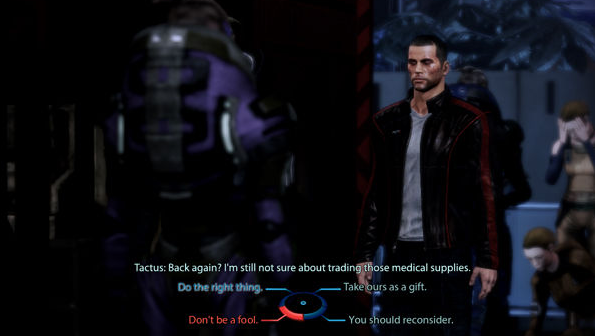 Tactus: Back again? I'm still not sure about trading those medical supplies.
Do the right thing.
Take ours as a gift.
Don't be a fool.
You should reconsider.